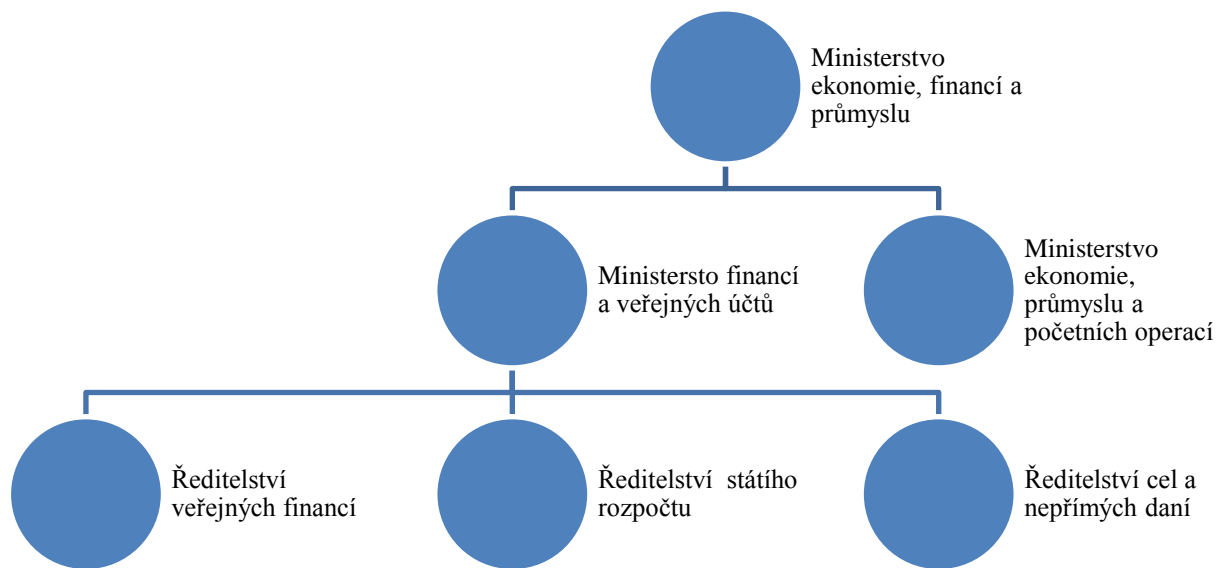 Ministerstvo
ekonomie, financí a
průmyslu
Ministersto financí
a veřejných účtů
Ministerstvo
ekonomie,
průmyslu a
početních operací
Ředitelství
veřejných financí
Ředitelství  státího
rozpočtu
Ředitelství cel a
nepřímých daní